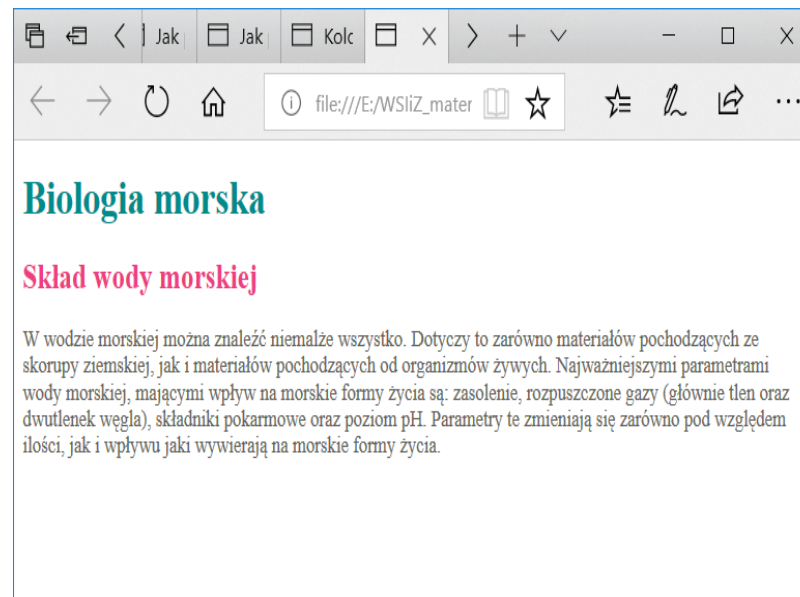 Jak
Jak
Kolc
file:///E:/WSIiZ_mater
Biologia morska
Skład wody morskiej
W wodzie morskiej można znaleźć niemalże wszystko. Dotyczy to zarówno materiałów pochodzących ze
skorupy ziemskiej, jak i materiałów pochodzących od organizmów żywych. Najważniejszymi parametrami
wody morskiej, mającymi wpływ na morskie formy życia są: zasolenie, rozpuszczone gazy (głównie tlen oraz
dwutlenek węgla), składniki pokarmowe oraz poziom pH. Parametry te zmieniają się zarówno pod względem
ilości, jak i wpływu jaki wywierają na morskie formy życia.